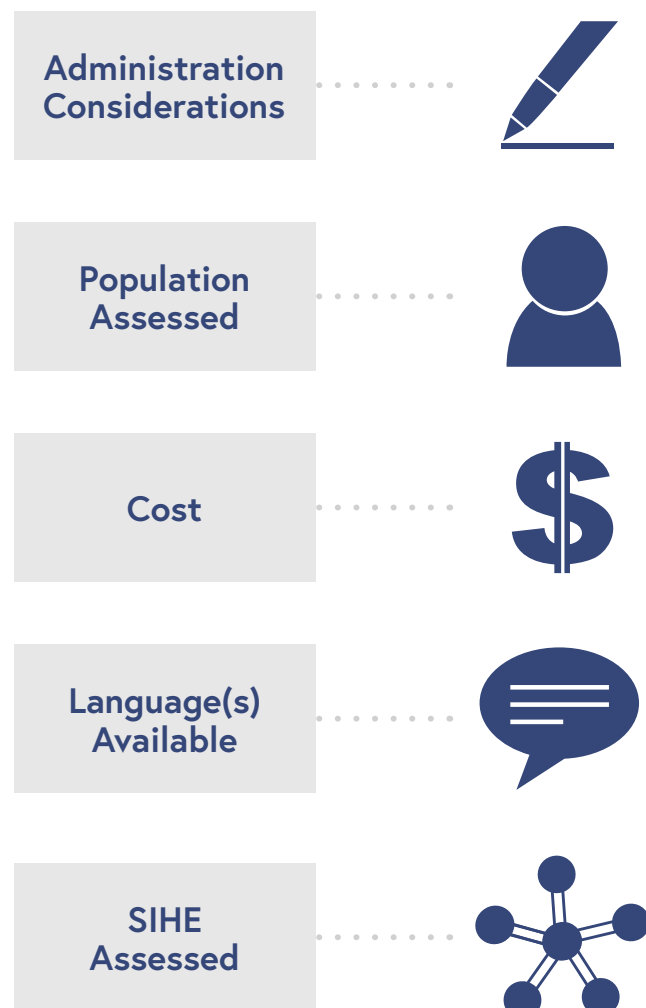 Administration
Considerations
Population
Assessed
Cost
$
Language(s)
Available
SIHE
Assessed